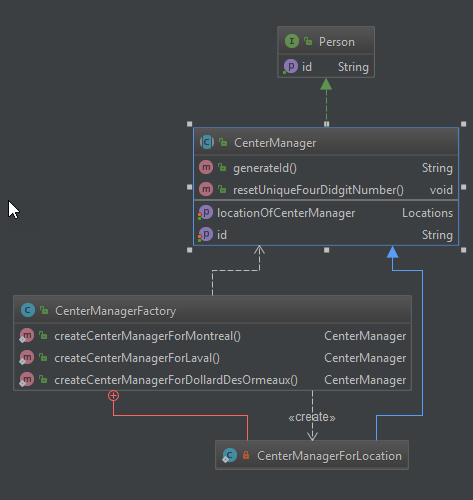 I Person
p id String
C CenterManager
m generateId() String
m resetUniqueFourDidgitNumber() void
p locationOfCenterManager Locations
p id String
C CenterManagerFactory
m createCenterManagerForMontreal() CenterManager
m createCenterManagerForLaval() CenterManager
m createCenterManagerForDollardDesOrmeaux() CenterManager
«create»
C CenterManagerForLocation